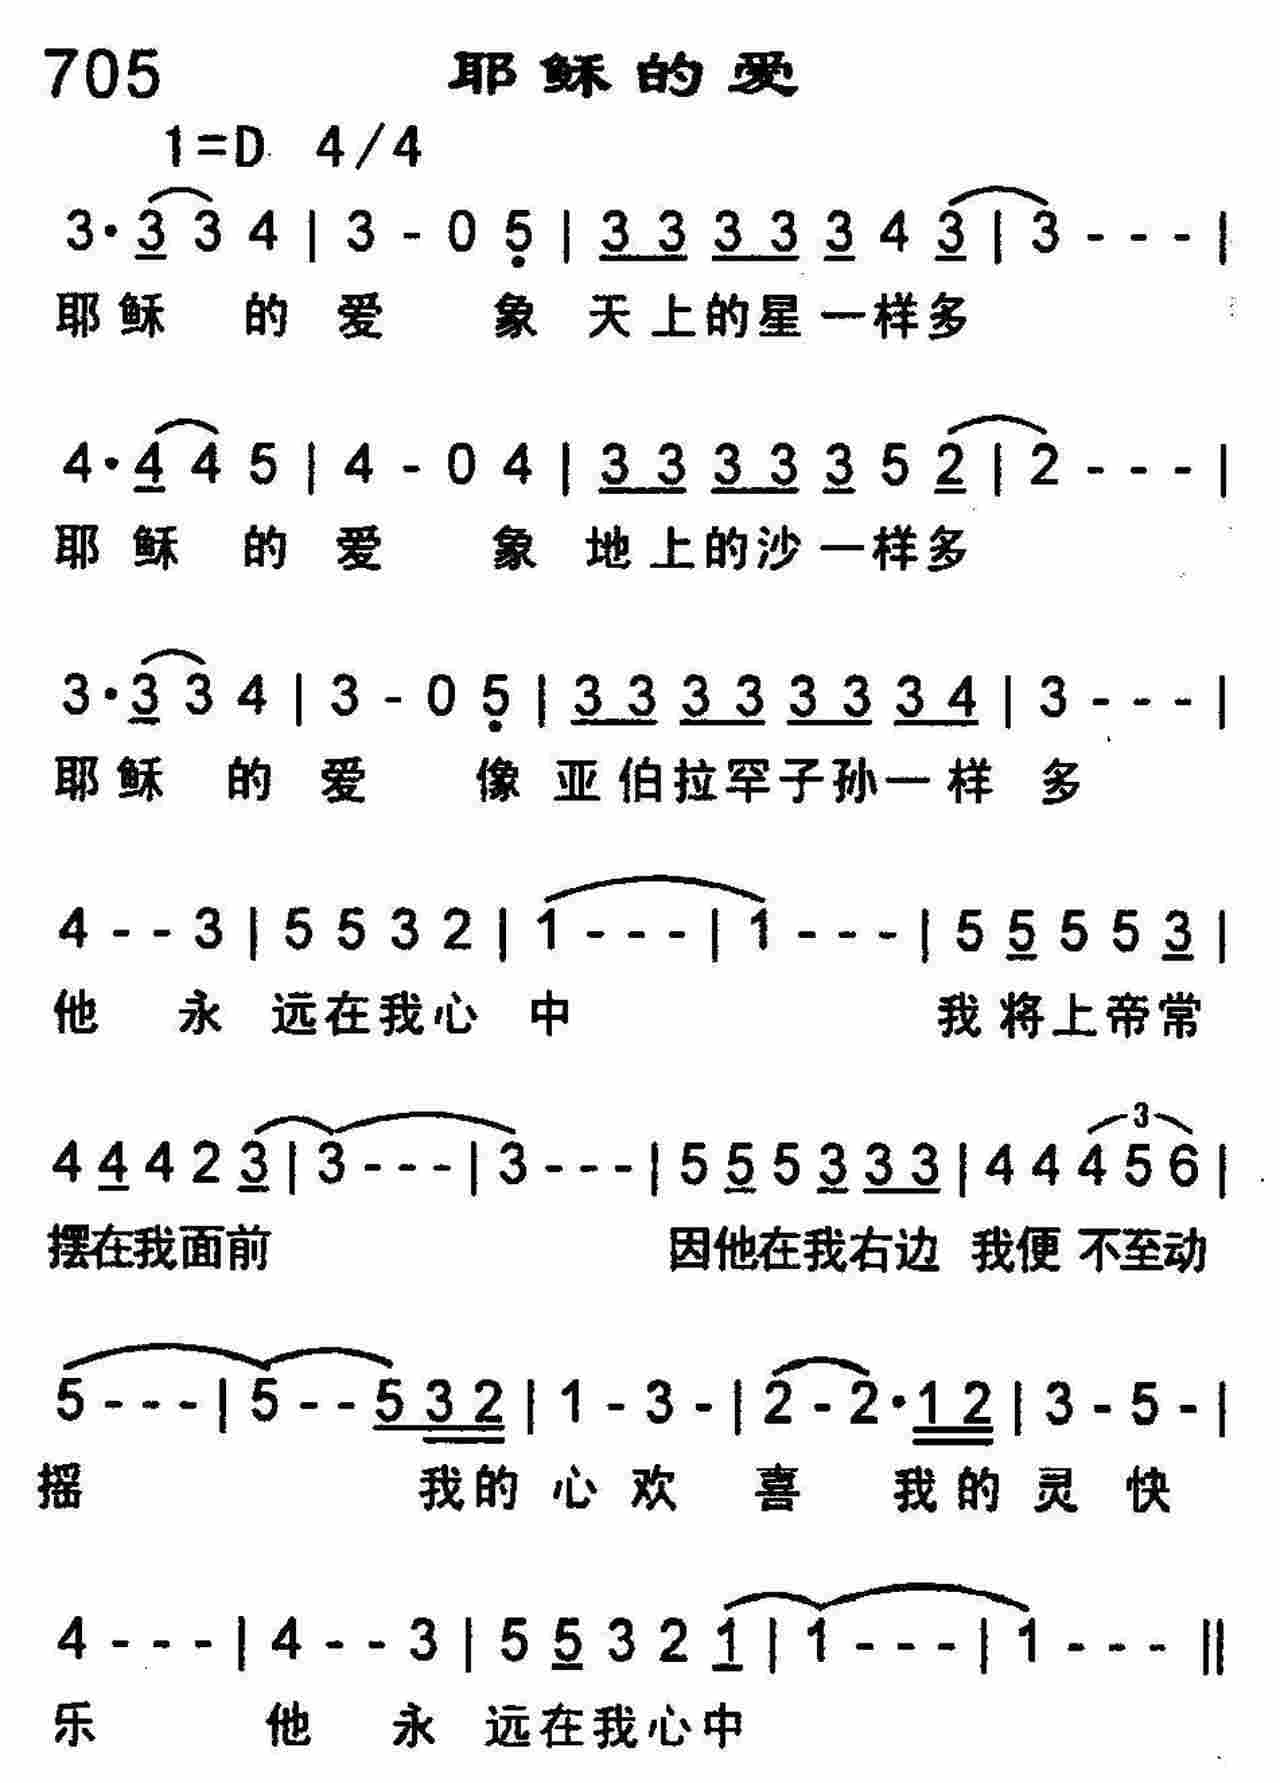 705 耶稣的爱
1=D 4/4
3·3 3 4 | 3 - 0 5̣ | 3 3 3 3 3 4 3 | 3 - - - |
耶稣 的 爱 象 天上的星一样多
4·4 4 5 | 4 - 0 4 | 3 3 3 3 3 5 2 | 2 - - - |
耶稣 的 爱 象 地上的沙一样多
3·3 3 4 | 3 - 0 5̣ | 3 3 3 3 3 3 3 4 | 3 - - - |
耶稣 的 爱 像 亚伯拉罕子孙一样 多
4 - - 3 | 5 5 3 2 | 1 - - - | 1 - - - | 5 5 5 5 3 |
他 永 远在我心 中 我将上帝常
3
4 4 4 2 3 | 3 - - - | 3 - - - | 5 5 5 3 3 3 | 4 4 4 5 6 |
摆在我面前 因他在我右边 我便 不至动
5 - - - | 5 - - 5 3 2 | 1 - 3 - | 2 - 2·1 2 | 3 - 5 - |
摇 我的 心 欢 喜 我的 灵 快
4 - - - | 4 - - 3 | 5 5 3 2 1 | 1 - - - | 1 - - - ||
乐 他 永 远在我心中